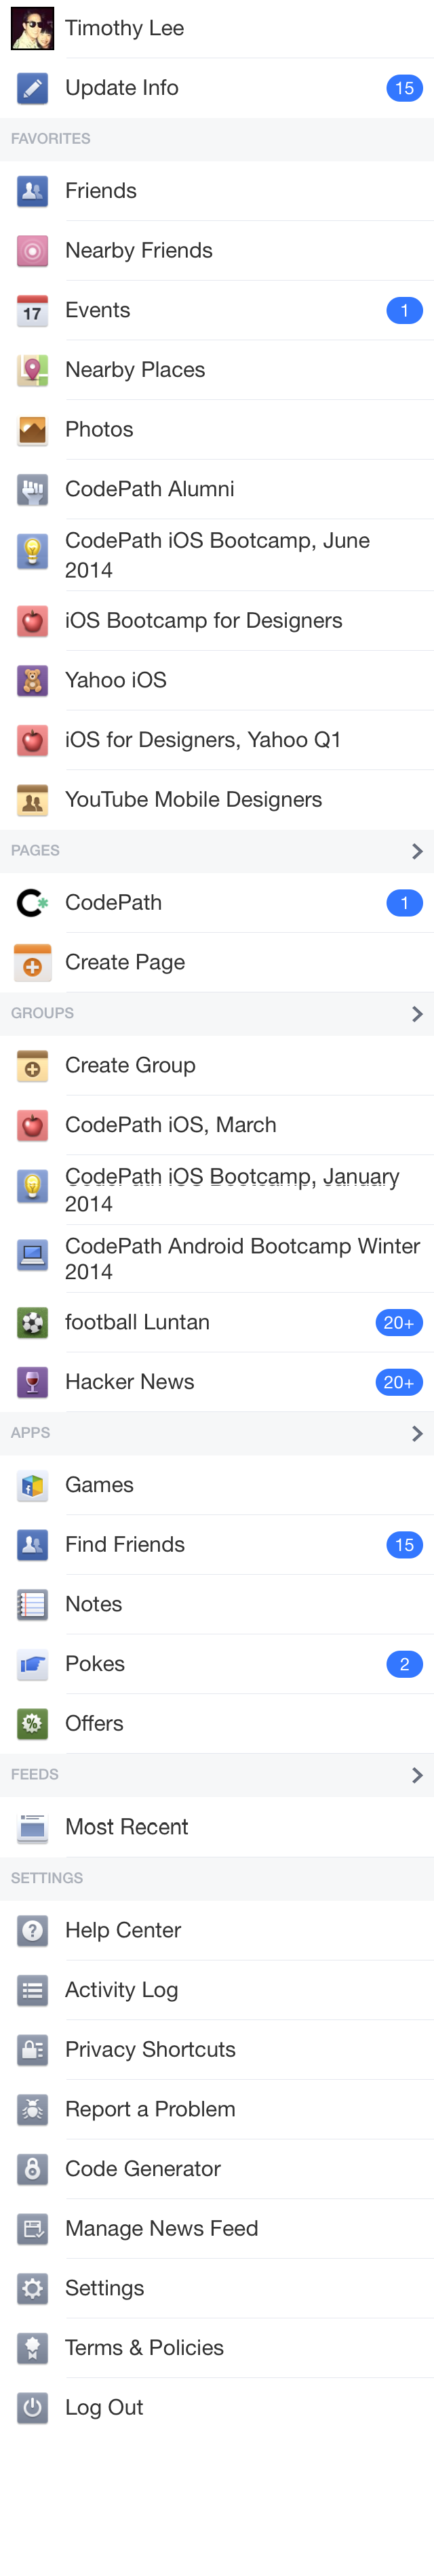 Timothy Lee
Update Info 15
FAVORITES
Friends
Nearby Friends
17 Events 1
Nearby Places
Photos
CodePath Alumni
CodePath iOS Bootcamp, June
2014
iOS Bootcamp for Designers
Yahoo iOS
iOS for Designers, Yahoo Q1
YouTube Mobile Designers
PAGES
CodePath 1
Create Page
GROUPS
Create Group
CodePath iOS, March
CodePath iOS Bootcamp, January
2014
CodePath Android Bootcamp Winter
2014
football Luntan 20+
Hacker News 20+
APPS
Games
Find Friends 15
Notes
Pokes 2
Offers
FEEDS
Most Recent
SETTINGS
Help Center
Activity Log
Privacy Shortcuts
Report a Problem
Code Generator
Manage News Feed
Settings
Terms & Policies
Log Out